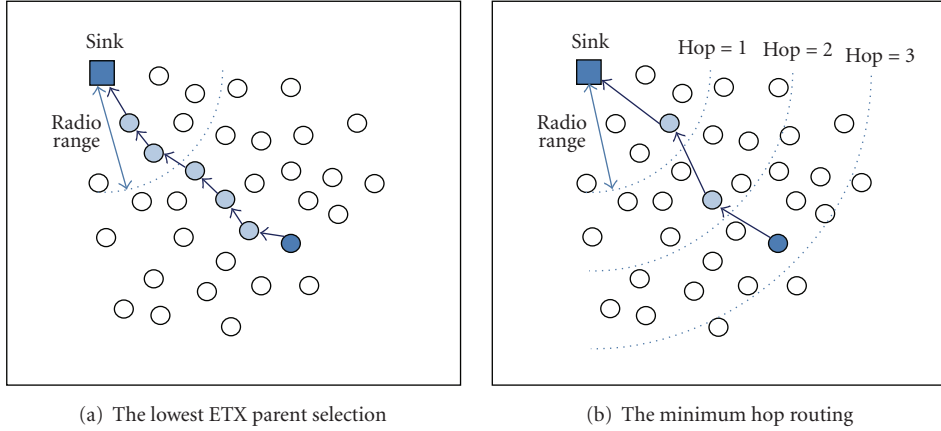 Sink
Radio
range
(a) The lowest ETX parent selection
Sink
Hop = 1
Hop = 2
Hop = 3
Radio
range
(b) The minimum hop routing